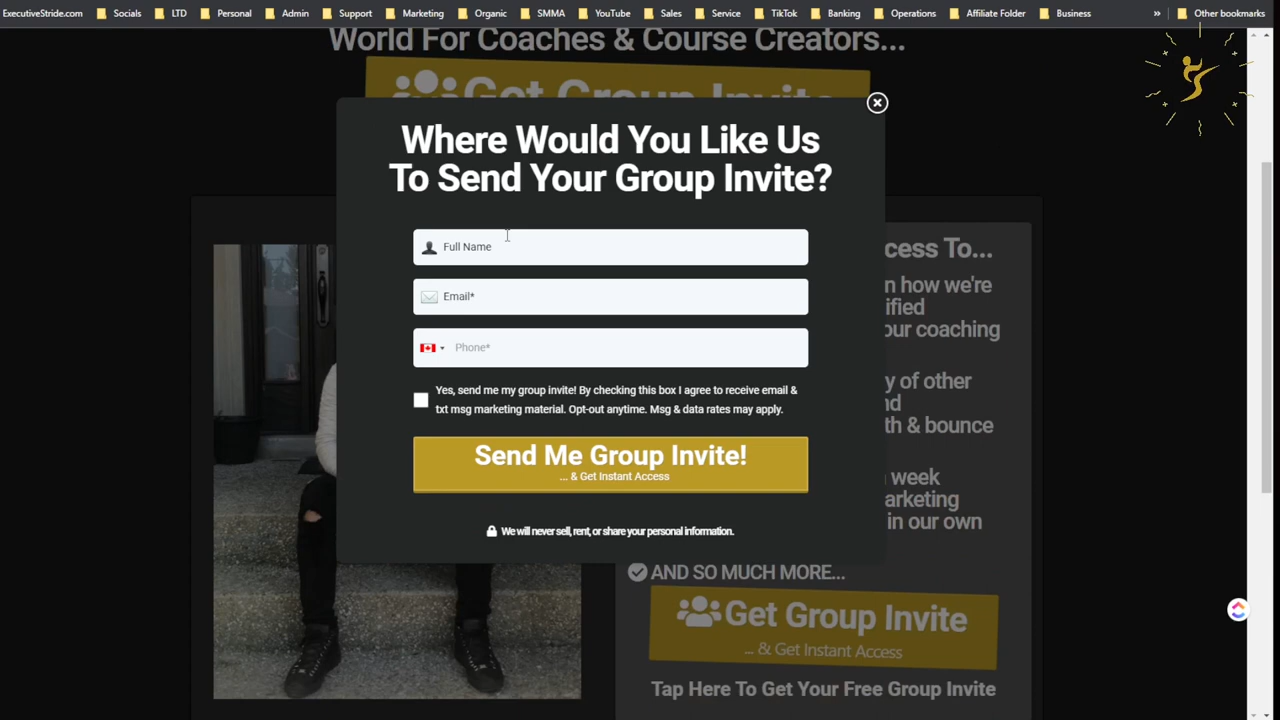 ExecutiveStride.com Socials LTD Personal Admin Support Marketing Organic SMMA YouTube Sales Service TikTok Banking Operations Affiliate Folder Business » Other bookmarks
World For Coaches & Course Creators...
Get Group Invite
Where Would You Like Us
To Send Your Group Invite?
Full Name
Email*
Phone*
Yes, send me my group invite! By checking this box I agree to receive email &
txt msg marketing material. Opt-out anytime. Msg & data rates may apply.
Send Me Group Invite!
... & Get Instant Access
We will never sell, rent, or share your personal information.
To...
how we're
our coaching
of other
& bounce
week
in our own
AND SO MUCH MORE...
Get Group Invite
... & Get Instant Access
Tap Here To Get Your Free Group Invite